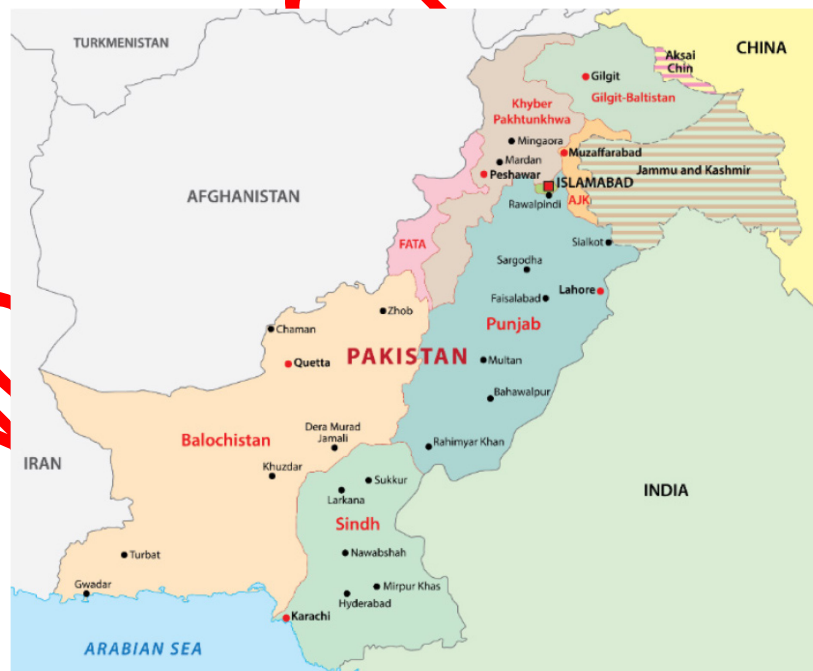 TURKMENISTAN
CHINA
Aksai
Chin
Gilgit
Gilgit-Baltistan
Khyber
Pakhtunkhwa
Mingaora
Muzaffarabad
Mardan
Peshawar
Jammu and Kashmir
ISLAMABAD
AFGHANISTAN
AJK
Rawalpindi
FATA
Sialkot
Sargodha
Lahore
Faisalabad
Zhob
Punjab
Chaman
PAKISTAN
Quetta
Multan
Bahawalpur
Dera Murad
Jamali
Balochistan
Rahimyar Khan
IRAN
Khuzdar
Sukkur
INDIA
Larkana
Sindh
Turbat
Nawabshah
Gwadar
Mirpur Khas
Hyderabad
Karachi
ARABIAN SEA